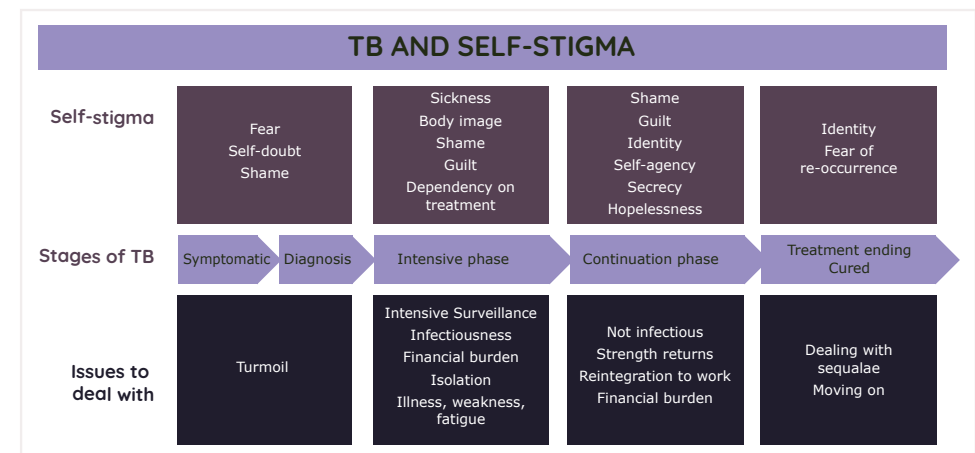 TB AND SELF-STIGMA
Self-stigma
Fear
Self-doubt
Shame
Sickness
Body image
Shame
Guilt
Dependency on
treatment
Shame
Guilt
Identity
Self-agency
Secrecy
Hopelessness
Identity
Fear of
re-occurrence
Stages of TB
Symptomatic
Diagnosis
Intensive phase
Continuation phase
Treatment ending
Cured
Issues to
deal with
Turmoil
Intensive Surveillance
Infectiousness
Financial burden
Isolation
Illness, weakness,
fatigue
Not infectious
Strength returns
Reintegration to work
Financial burden
Dealing with
sequalae
Moving on